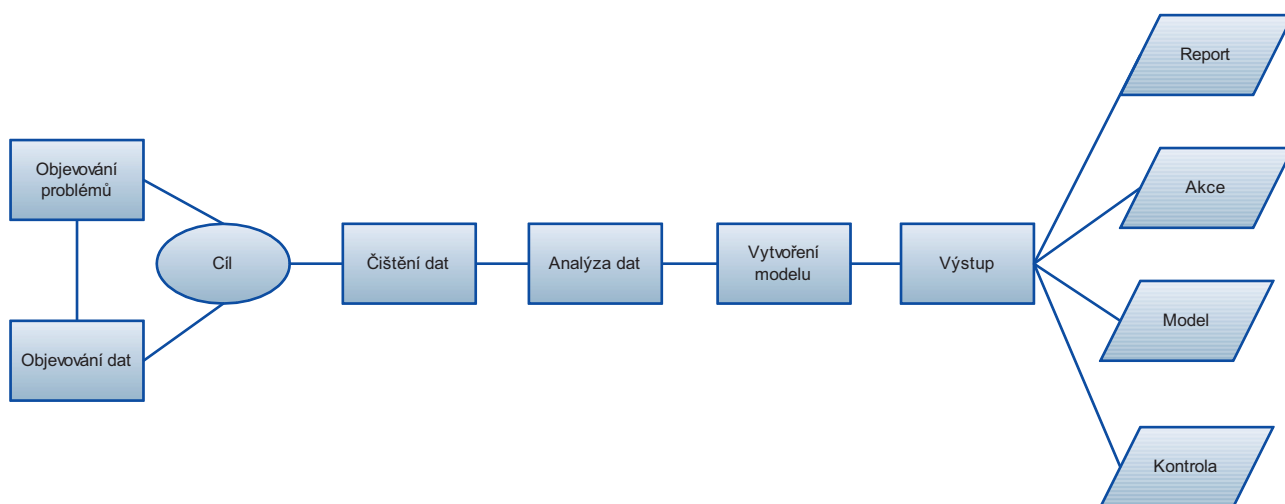 Objevování
problémů
Objevování dat
Cíl
Čištění dat
Analýza dat
Vytvoření
modelu
Výstup
Report
Akce
Model
Kontrola